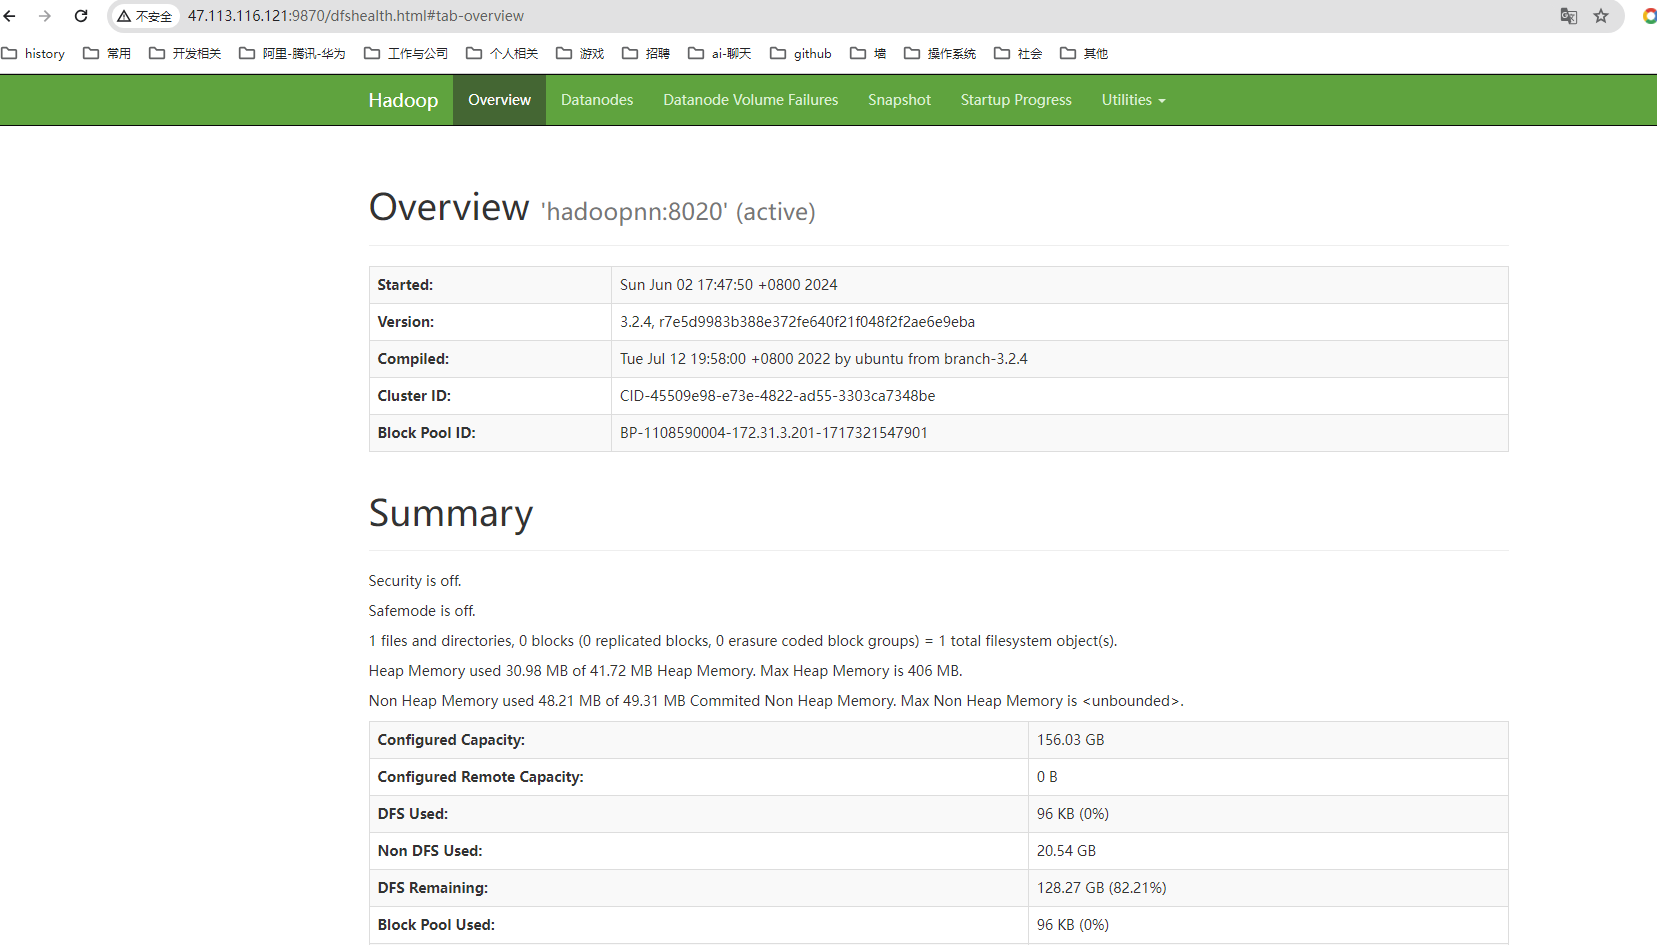 不安全 47.113.116.121:9870/dfshealth.html#tab-overview
history 常用 开发相关 阿里-腾讯-华为 工作与公司 个人相关 游戏 招聘 ai-聊天 github 墙 操作系统 社会 其他
Hadoop Overview Datanodes Datanode Volume Failures Snapshot Startup Progress Utilities
Overview 'hadoopnn:8020' (active)
Started: Sun Jun 02 17:47:50 +0800 2024
Version: 3.2.4, r7e5d9983b388e372fe640f21f048f2f2ae6e9eba
Compiled: Tue Jul 12 19:58:00 +0800 2022 by ubuntu from branch-3.2.4
Cluster ID: CID-45509e98-e73e-4822-ad55-3303ca7348be
Block Pool ID: BP-1108590004-172.31.3.201-1717321547901
Summary
Security is off.
Safemode is off.
1 files and directories, 0 blocks (0 replicated blocks, 0 erasure coded block groups) = 1 total filesystem object(s).
Heap Memory used 30.98 MB of 41.72 MB Heap Memory. Max Heap Memory is 406 MB.
Non Heap Memory used 48.21 MB of 49.31 MB Commited Non Heap Memory. Max Non Heap Memory is <unbounded>.
Configured Capacity: 156.03 GB
Configured Remote Capacity: 0 B
DFS Used: 96 KB (0%)
Non DFS Used: 20.54 GB
DFS Remaining: 128.27 GB (82.21%)
Block Pool Used: 96 KB (0%)